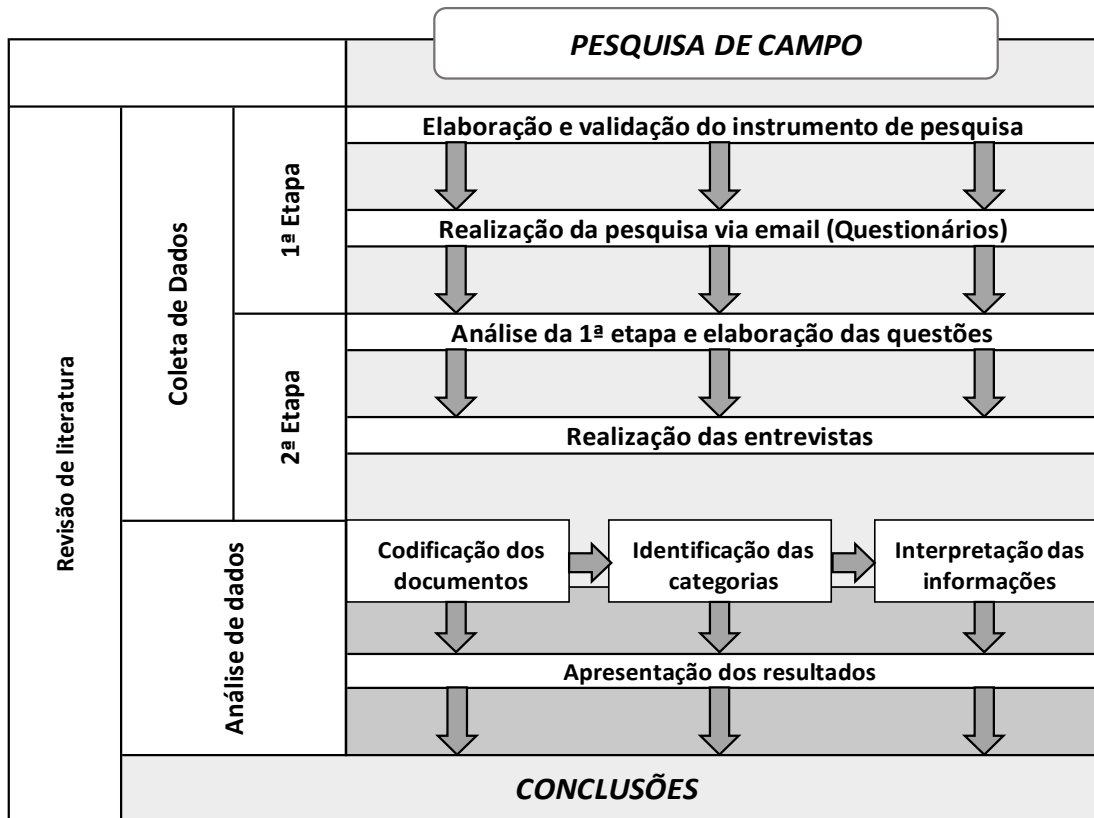 PESQUISA DE CAMPO
Revisão de literatura
Coleta de Dados
1ª Etapa
Elaboração e validação do instrumento de pesquisa
Realização da pesquisa via email (Questionários)
2ª Etapa
Análise da 1ª etapa e elaboração das questões
Realização das entrevistas
Análise de dados
Codificação dos
documentos
Identificação das
categorias
Interpretação das
informações
Apresentação dos resultados
CONCLUSÕES